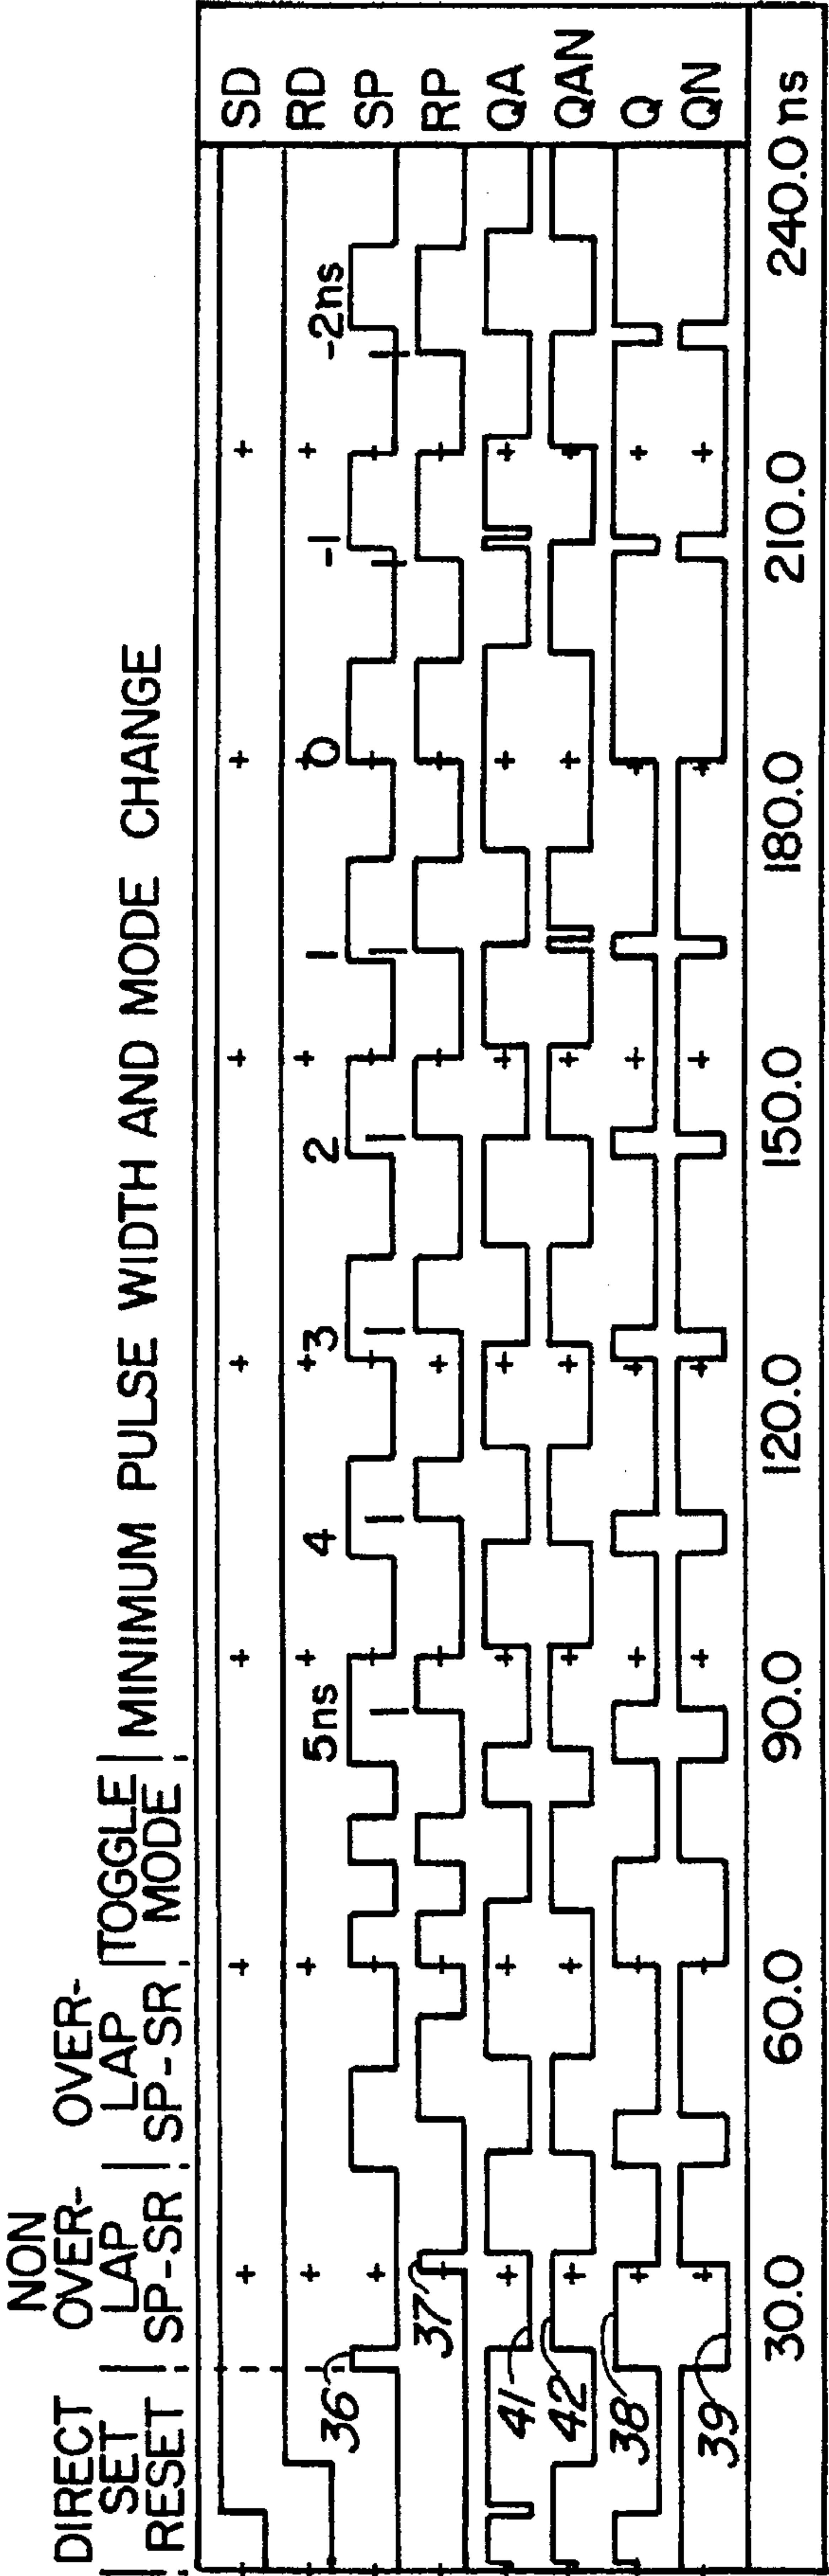 NON
DIRECT OVER- OVER-
SET LAP LAP TOGGLE MINIMUM PULSE WIDTH AND MODE CHANGE
RESET SP-SR SP-SR MODE
SD
RD
5ns 4 3 2 1 0 -1 -2ns
SP
36
RP
37
QA
41
QAN
42
Q
38
QN
39
30.0 60.0 90.0 120.0 150.0 180.0 210.0 240.0 ns